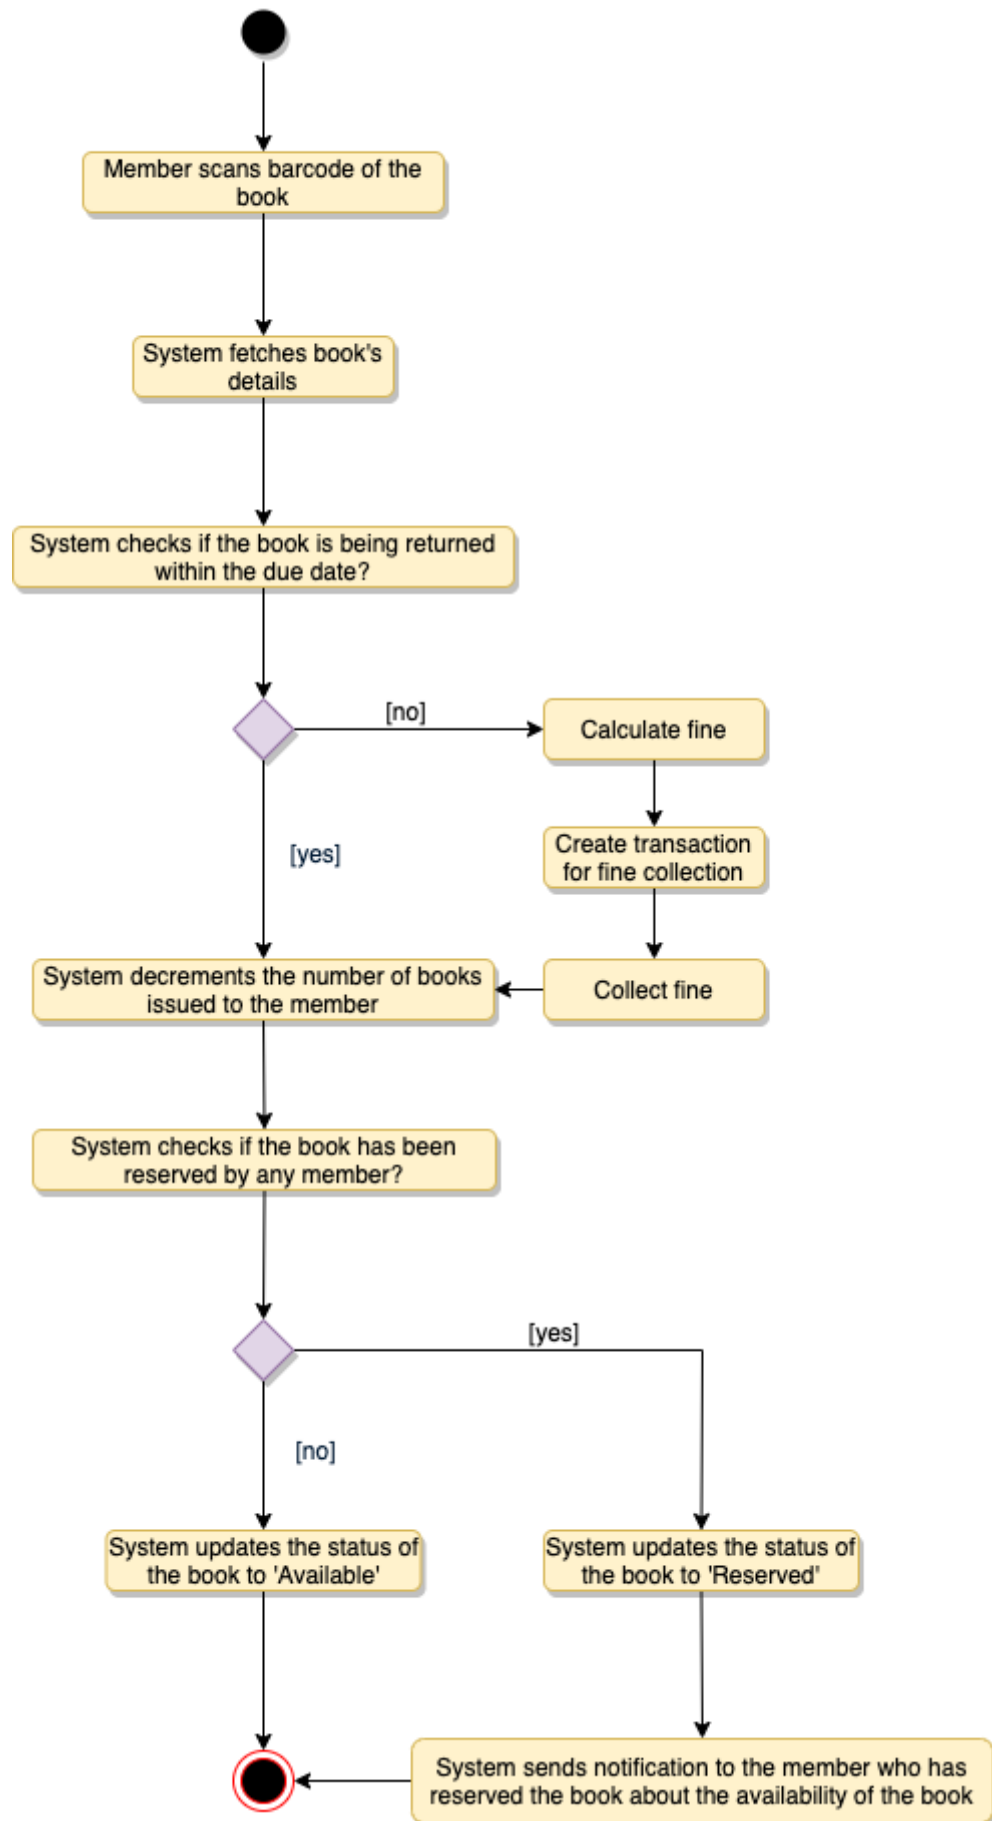 Member scans barcode of the
book
System fetches book's
details
System checks if the book is being returned
within the due date?
[no]
Calculate fine
[yes]
Create transaction
for fine collection
System decrements the number of books
issued to the member
Collect fine
System checks if the book has been
reserved by any member?
[yes]
[no]
System updates the status of
the book to 'Available'
System updates the status of
the book to 'Reserved'
System sends notification to the member who has
reserved the book about the availability of the book